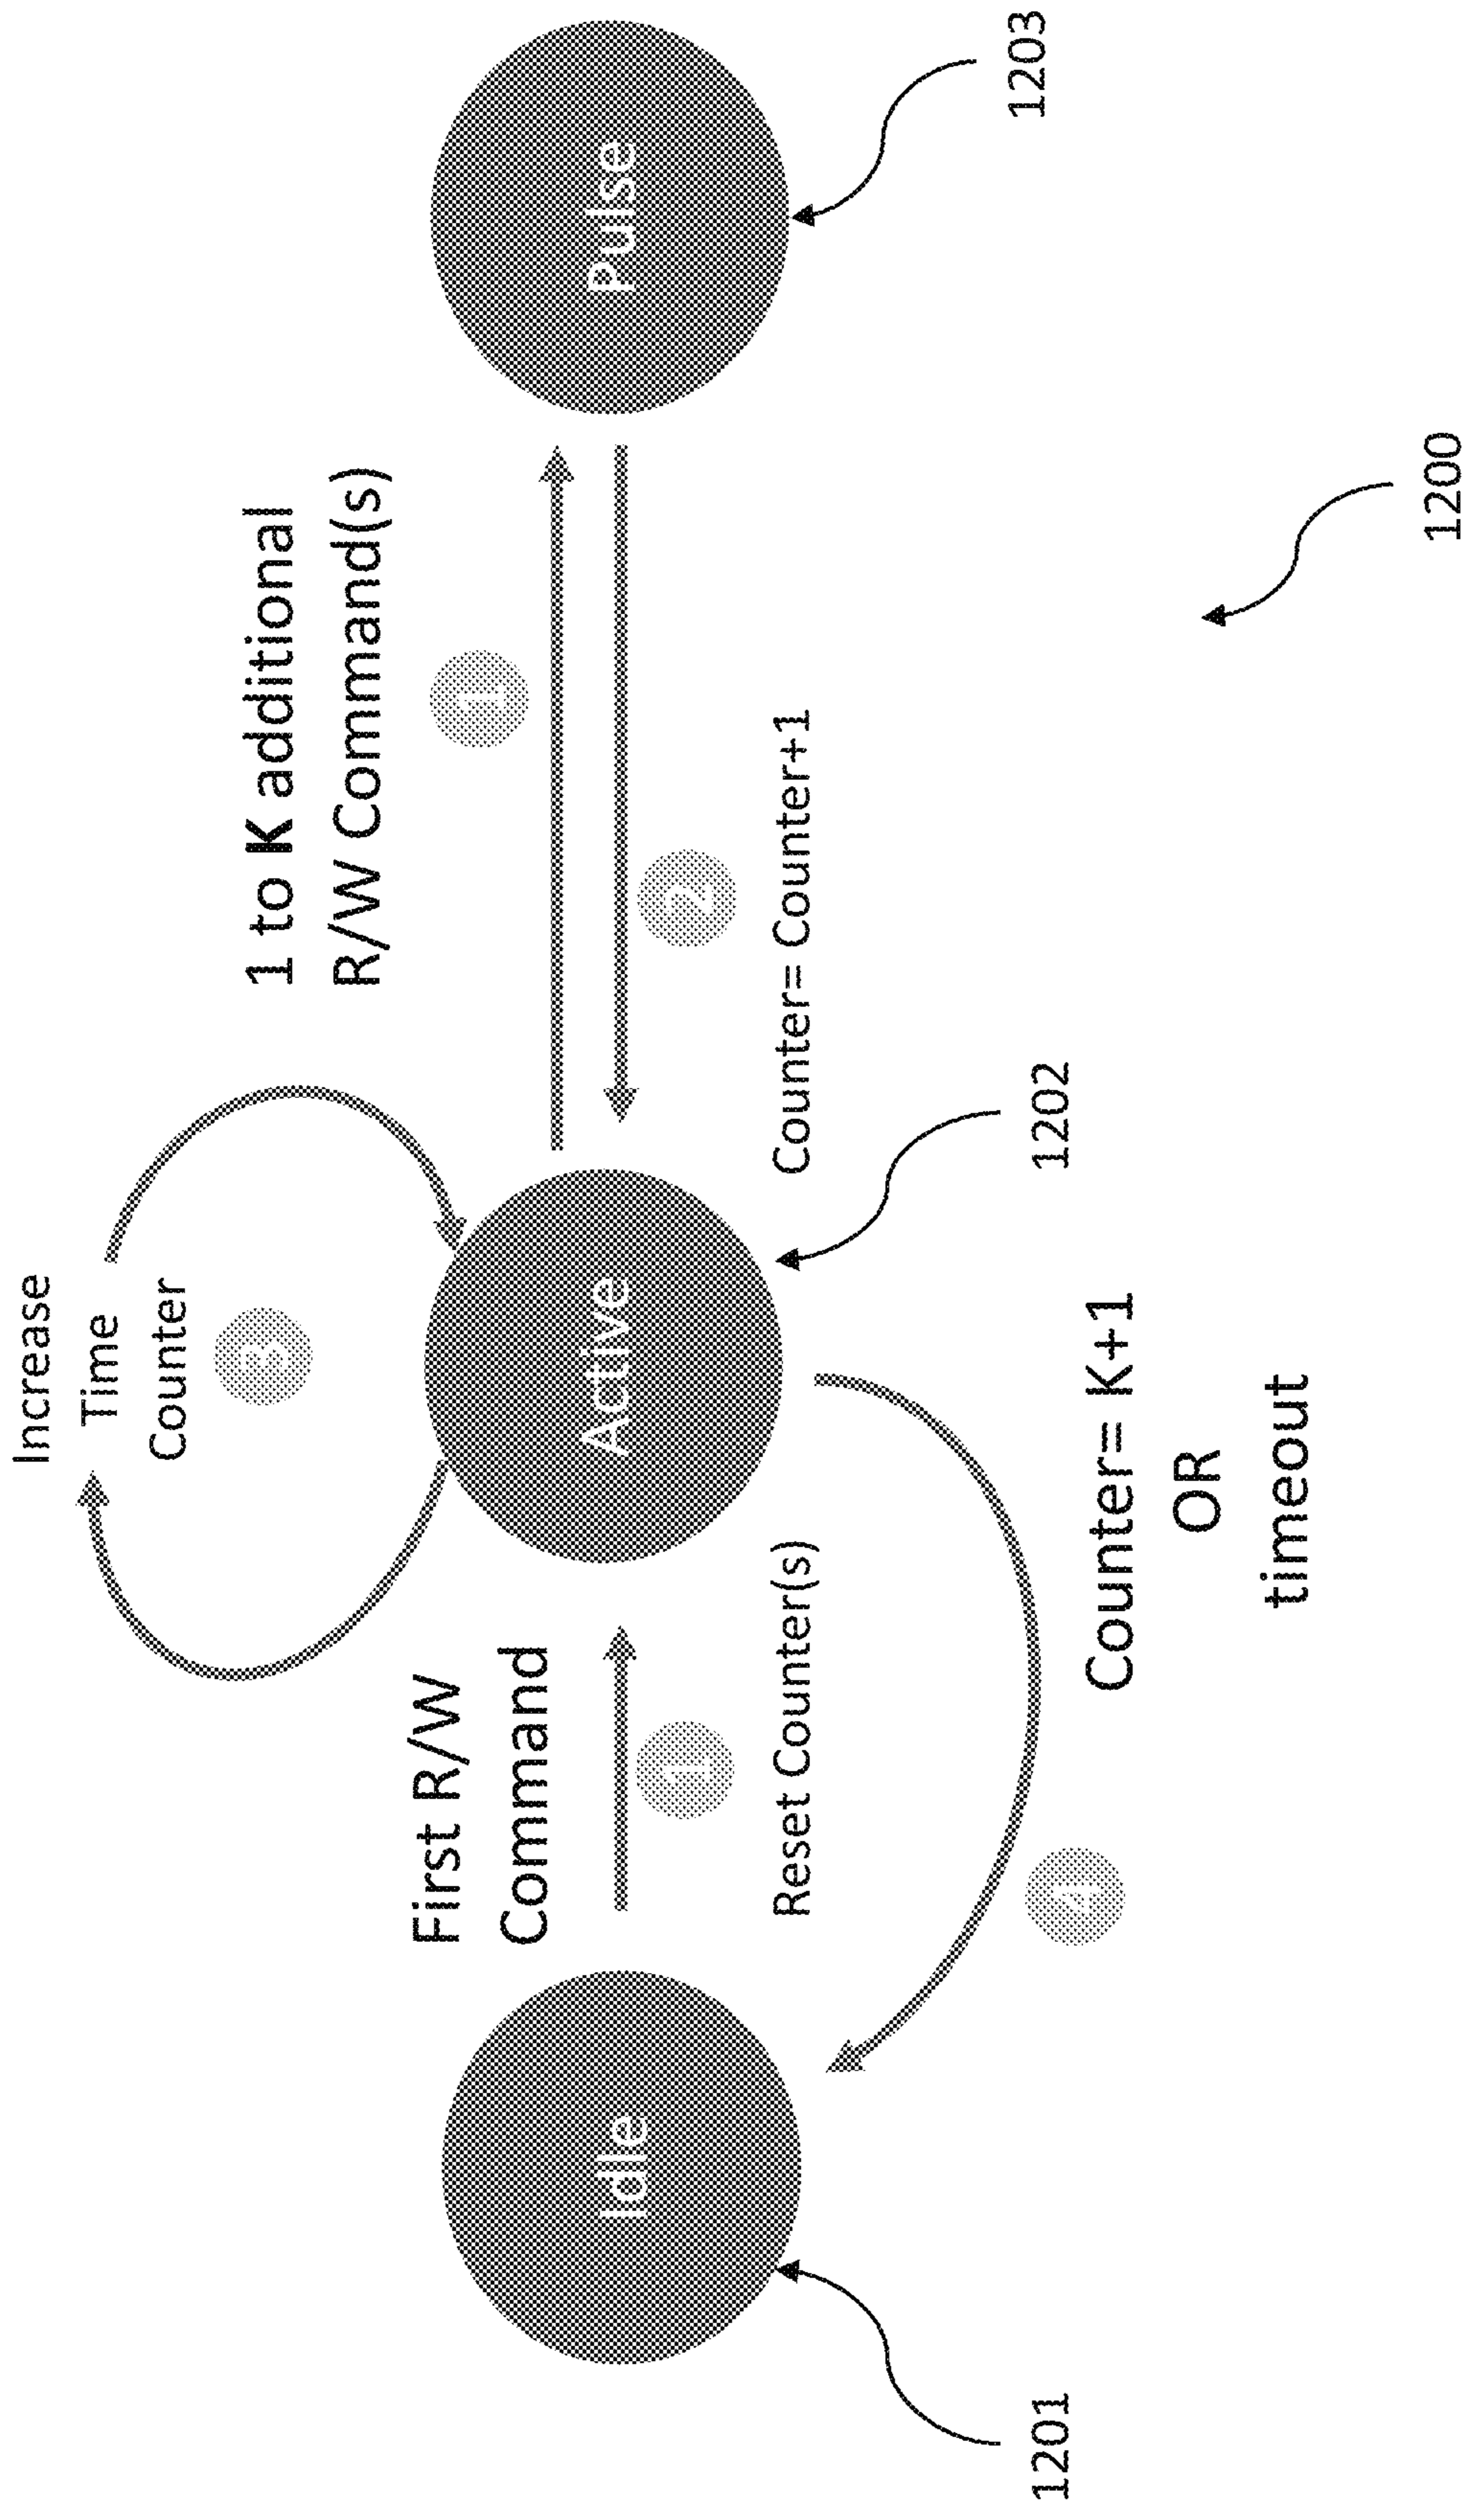 Increase
Time
Counter
3
First R/W
Command
1
Reset Counter(s)
1 to K additional
R/W Command(s)
1
2
Counter= Counter+1
Idle
Active
Pulse
4
Counter= K+1
OR
timeout
1201
1202
1203
1200